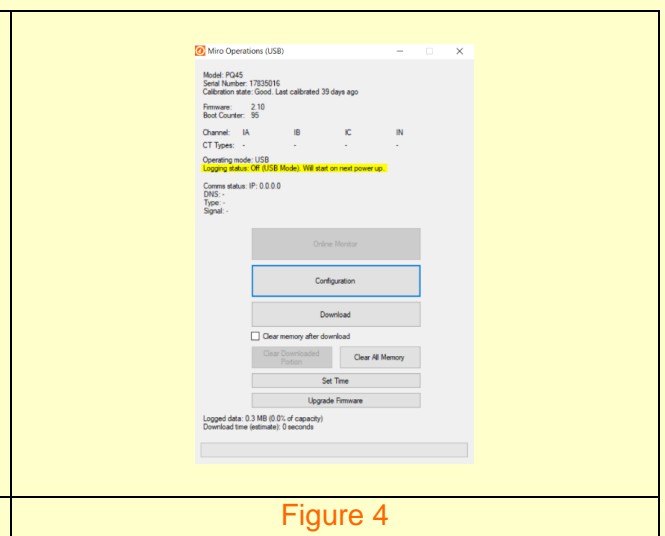 Miro Operations (USB)
Model: PQ45
Serial Number: 17835016
Calibration state: Good. Last calibrated 39 days ago
Firmware: 2.10
Boot Counter: 95
Channel: IA IB IC IN
CT Types: - - - -
Operating mode: USB
Logging status: Off (USB Mode). Will start on next power up.
Comms status: IP: 0.0.0.0
DNS: -
Type: -
Signal: -
Online Monitor
Configuration
Download
Clear memory after download
Clear Downloaded
Portion
Clear All Memory
Set Time
Upgrade Firmware
Logged data: 0.3 MB (0.0% of capacity)
Download time (estimate): 0 seconds
Figure 4